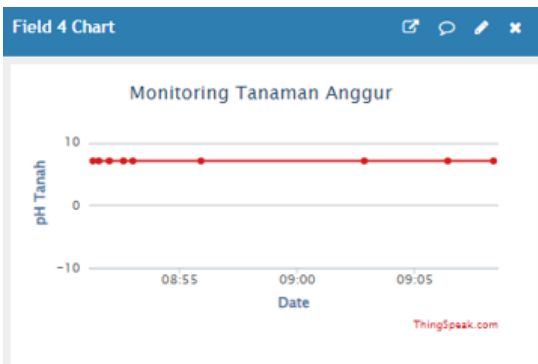 Field 4 Chart
Monitoring Tanaman Anggur
pH Tanah
10
0
-10
08:55
09:00
09:05
Date
ThingSpeak.com